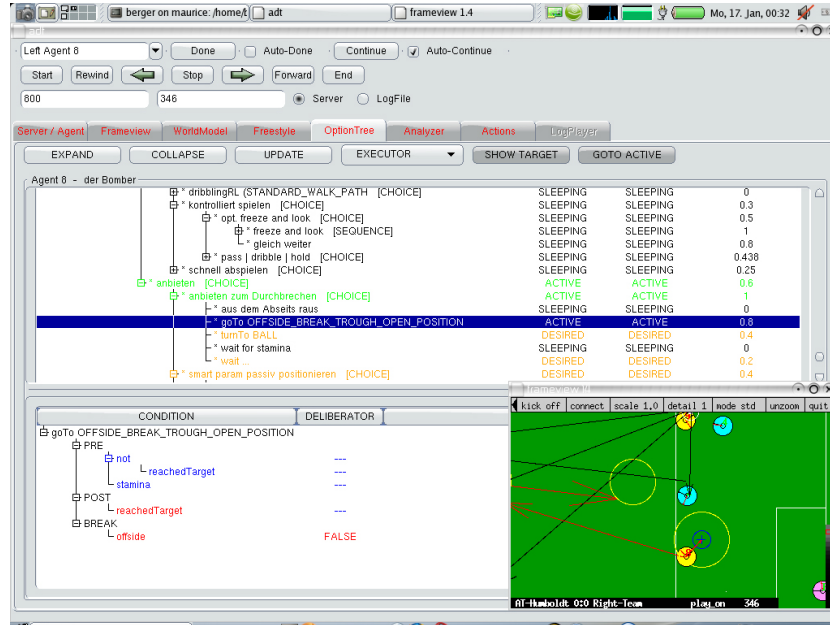 berger on maurice: /home/t adt frameview 1.4 Mo, 17. Jan, 00:32
adt
Left Agent 8 Done Auto-Done Continue Auto-Continue
Start Rewind Stop Forward End
800 346 Server LogFile
Server / Agent Frameview WorldModel Freestyle OptionTree Analyzer Actions LogPlayer
EXPAND COLLAPSE UPDATE EXECUTOR SHOW TARGET GOTO ACTIVE
Agent 8 - der Bomber
* dribblingRL (STANDARD_WALK_PATH [CHOICE] SLEEPING SLEEPING 0
* kontrolliert spielen [CHOICE] SLEEPING SLEEPING 0.3
* opt. freeze and look [CHOICE] SLEEPING SLEEPING 0.5
* freeze and look [SEQUENCE] SLEEPING SLEEPING 1
* gleich weiter SLEEPING SLEEPING 0.8
* pass | dribble | hold [CHOICE] SLEEPING SLEEPING 0.438
* schnell abspielen [CHOICE] SLEEPING SLEEPING 0.25
* anbieten [CHOICE] ACTIVE ACTIVE 0.6
* anbieten zum Durchbrechen [CHOICE] ACTIVE ACTIVE 1
* aus dem Abseits raus SLEEPING SLEEPING 0
* goTo OFFSIDE_BREAK_TROUGH_OPEN_POSITION ACTIVE ACTIVE 0.8
* turnTo BALL DESIRED DESIRED 0.4
* wait for stamina SLEEPING SLEEPING 0
* wait ... DESIRED DESIRED 0.2
* smart param passiv positionieren [CHOICE] DESIRED DESIRED 0.4
frameview 1.4
kick off connect scale 1,0 detail 1 mode std unzoom quit
CONDITION DELIBERATOR
goTo OFFSIDE_BREAK_TROUGH_OPEN_POSITION
PRE
not ---
reachedTarget ---
stamina ---
POST
reachedTarget ---
BREAK
offside FALSE
AT-Humboldt 0:0 Right-Team play_on 346